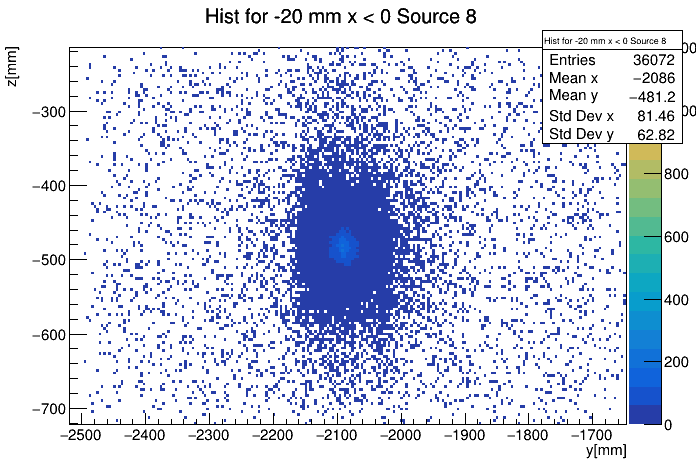 Hist for -20 mm x < 0 Source 8
z[mm]
Hist for -20 mm x < 0 Source 8
Entries 36072
Mean x −2086
Mean y −481.2
Std Dev x 81.46
Std Dev y 62.82
−300
−400
−500
−600
−700
800
600
400
200
0
−2500 −2400 −2300 −2200 −2100 −2000 −1900 −1800 −1700
y[mm]